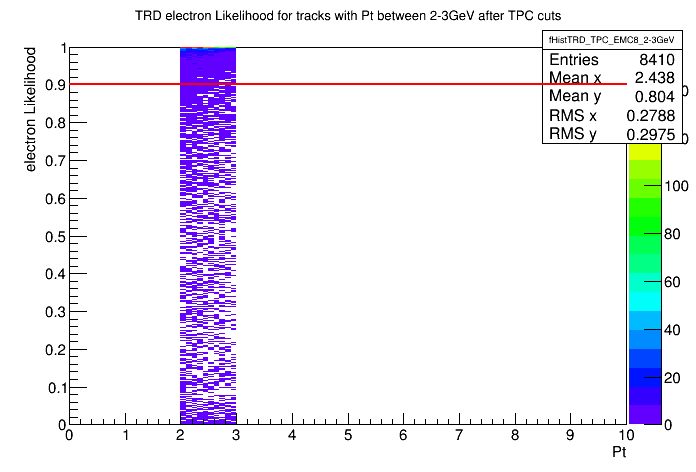 TRD electron Likelihood for tracks with Pt between 2-3GeV after TPC cuts
fHistTRD_TPC_EMC8_2-3GeV
Entries 8410
Mean x 2.438
Mean y 0.804
RMS x 0.2788
RMS y 0.2975
electron Likelihood
1
0.9
0.8
0.7
0.6
0.5
0.4
0.3
0.2
0.1
0
0 1 2 3 4 5 6 7 8 9 10
Pt
100
80
60
40
20
0